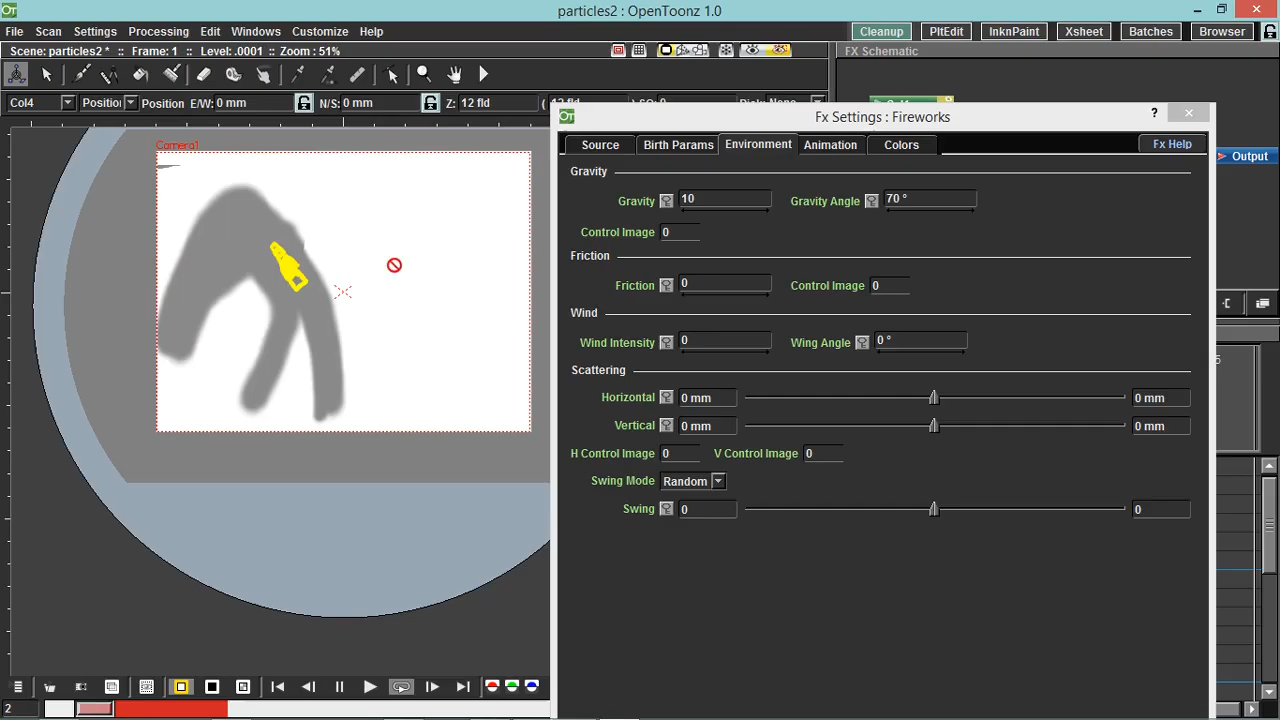 particles2 : OpenToonz 1.0
File Scan Settings Processing Edit Windows Customize Help
Cleanup PltEdit InknPaint Xsheet Batches Browser
Scene: particles2 * :: Frame: 1 :: Level: .0001 :: Zoom : 51%
FX Schematic
Col4 Position E/W: 0 mm N/S: 0 mm Z: 12 fld
Fx Settings : Fireworks
?
Camera1
Source Birth Params Environment Animation Colors Fx Help
Output
Gravity
Gravity 10 Gravity Angle 70 °
Control Image 0
Friction
Friction 0 Control Image 0
Wind
Wind Intensity 0 Wing Angle 0 °
Scattering
Horizontal 0 mm 0 mm
Vertical 0 mm 0 mm
H Control Image 0 V Control Image 0
Swing Mode Random
Swing 0 0
2